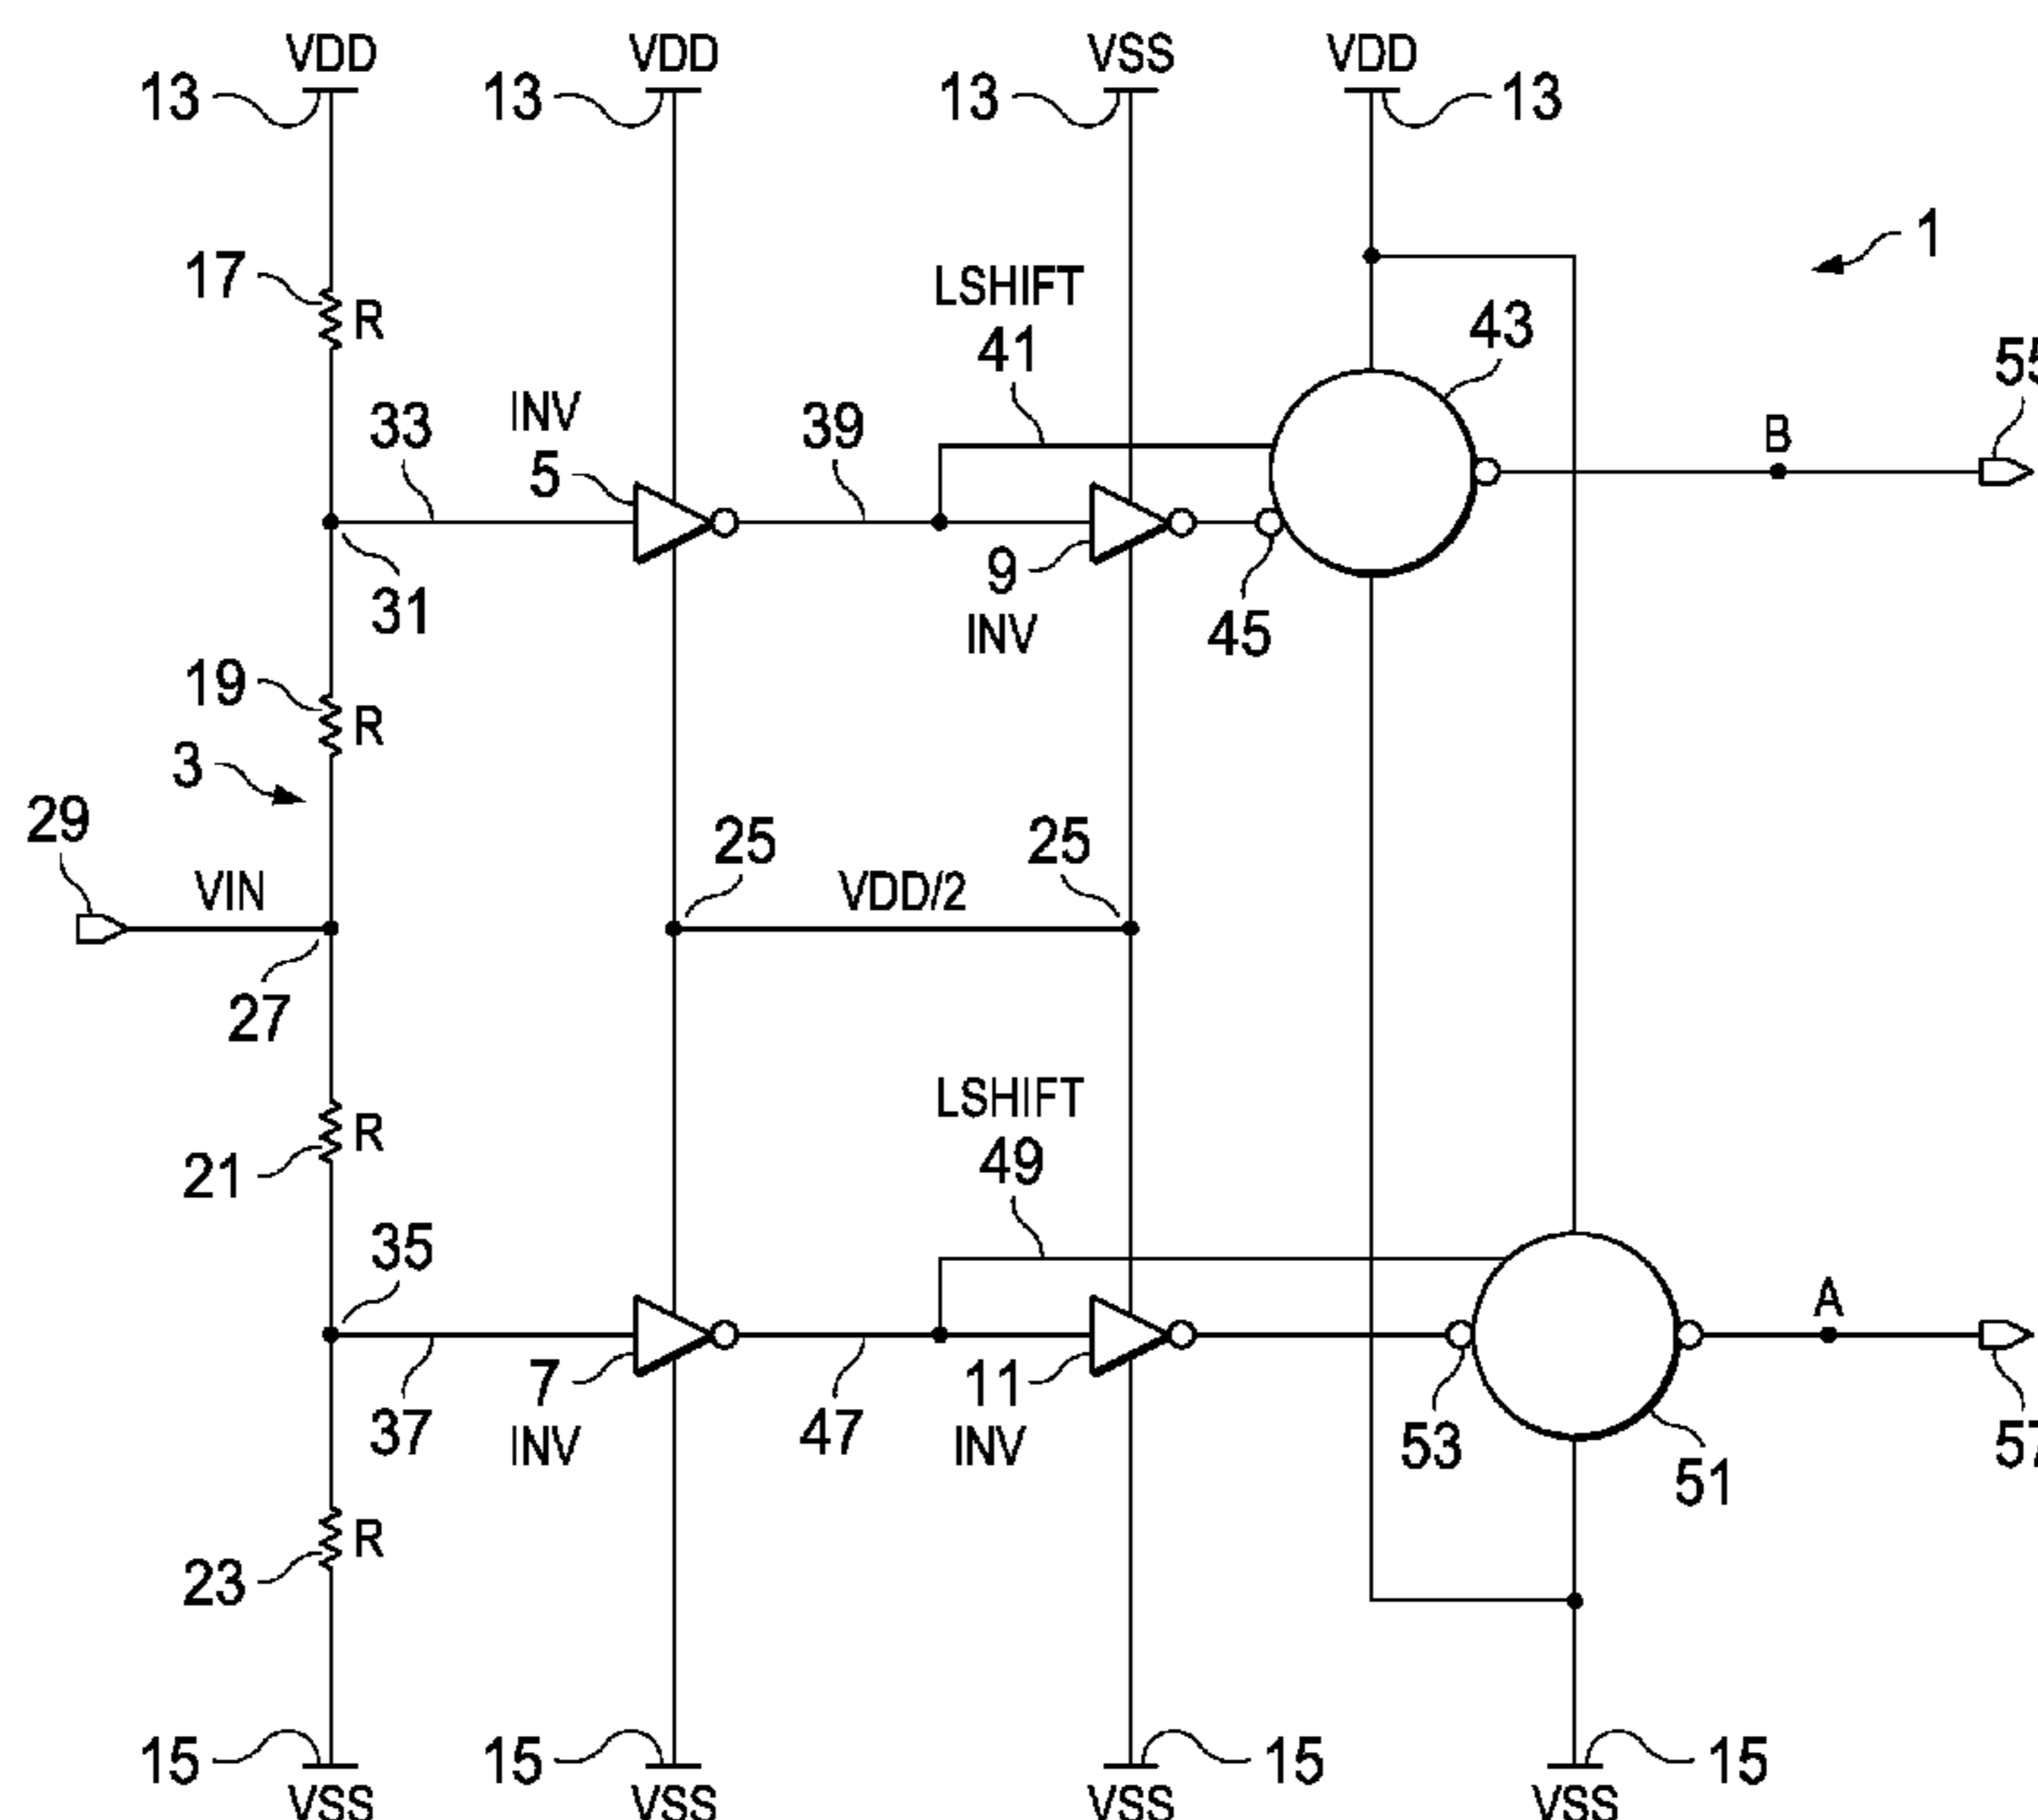 VDD VDD VSS VDD
13 13 13 13
1
17 R
LSHIFT
41
43
55
33
INV
5
39
B
31
9
INV
45
19 R
3
29
VIN
25 VDD/2 25
27
LSHIFT
49
21 R
35
A
37
7
INV
47
11
INV
53
51
57
23 R
15 15 15 15
VSS VSS VSS VSS